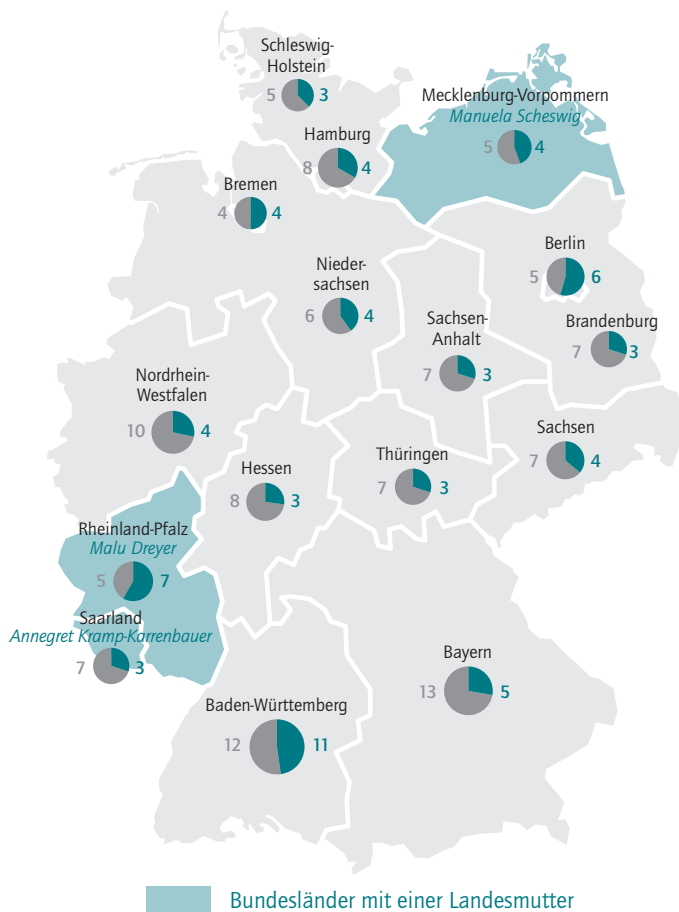 Schleswig-
Holstein
5 3
Mecklenburg-Vorpommern
Manuela Scheswig
5 4
Hamburg
8 4
Bremen
4 4
Berlin
5 6
Nieder-
sachsen
6 4
Sachsen-
Anhalt
7 3
Brandenburg
7 3
Nordrhein-
Westfalen
10 4
Sachsen
7 4
Thüringen
7 3
Hessen
8 3
Rheinland-Pfalz
Malu Dreyer
5 7
Saarland
Annegret Kramp-Karrenbauer
7 3
Bayern
13 5
Baden-Württemberg
12 11
Bundesländer mit einer Landesmutter